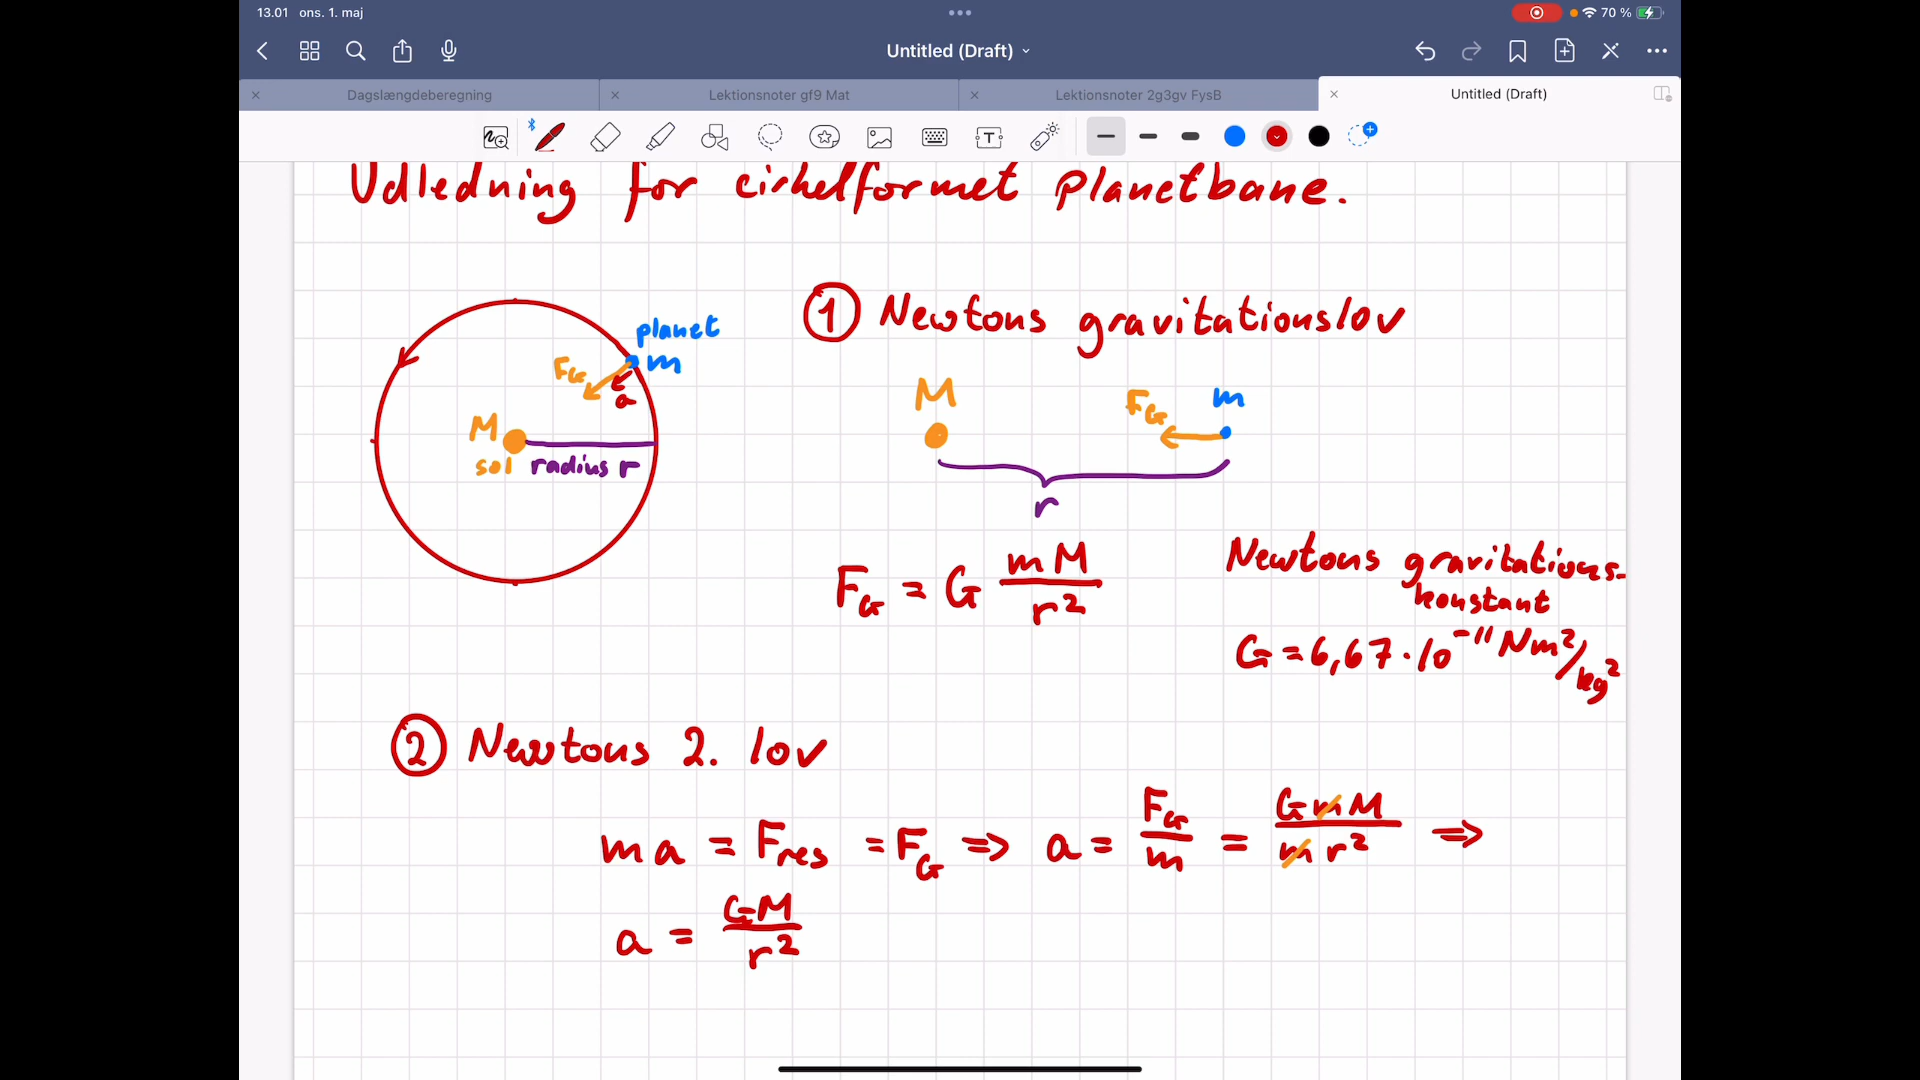 13.01 ons. 1. maj
70 %
Untitled (Draft)
Dagslængdeberegning
Lektionsnoter gf9 Mat
Lektionsnoter 2g3gv FysB
Untitled (Draft)
Udledning for cirkelformet planetbane.
planet
m
F_G
a
M
sol
radius r
① Newtons gravitationslov
M
F_G
m
r
F_G = G mM/r²
Newtons gravitations-
konstant
G = 6,67 · 10⁻¹¹ Nm²/kg²
② Newtons 2. lov
ma = F_res = F_G ⇒ a = F_G/m = GmM/mr² ⇒
a = GM/r²